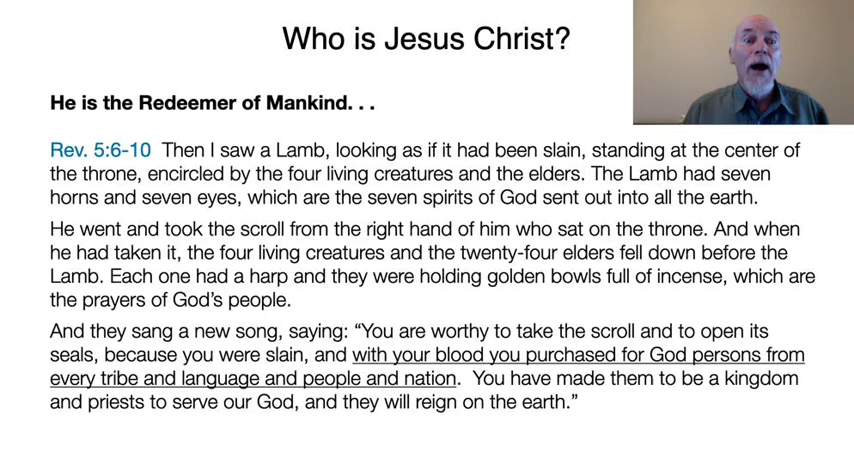 Who is Jesus Christ?
He is the Redeemer of Mankind. . .
Rev. 5:6-10 Then I saw a Lamb, looking as if it had been slain, standing at the center of
the throne, encircled by the four living creatures and the elders. The Lamb had seven
horns and seven eyes, which are the seven spirits of God sent out into all the earth.
He went and took the scroll from the right hand of him who sat on the throne. And when
he had taken it, the four living creatures and the twenty-four elders fell down before the
Lamb. Each one had a harp and they were holding golden bowls full of incense, which are
the prayers of God’s people.
And they sang a new song, saying: “You are worthy to take the scroll and to open its
seals, because you were slain, and with your blood you purchased for God persons from
every tribe and language and people and nation. You have made them to be a kingdom
and priests to serve our God, and they will reign on the earth.”